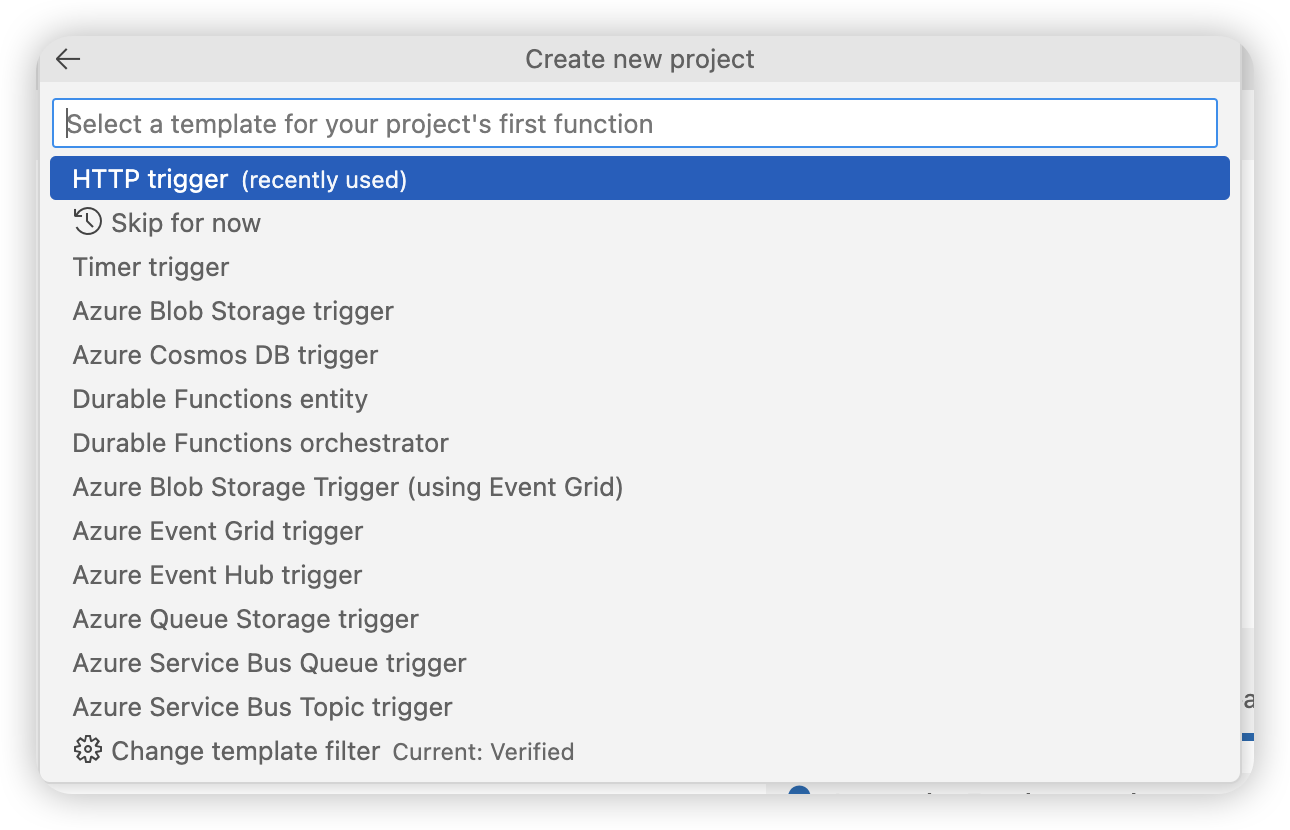 Create new project
Select a template for your project's first function
HTTP trigger (recently used)
Skip for now
Timer trigger
Azure Blob Storage trigger
Azure Cosmos DB trigger
Durable Functions entity
Durable Functions orchestrator
Azure Blob Storage Trigger (using Event Grid)
Azure Event Grid trigger
Azure Event Hub trigger
Azure Queue Storage trigger
Azure Service Bus Queue trigger
Azure Service Bus Topic trigger
Change template filter Current: Verified